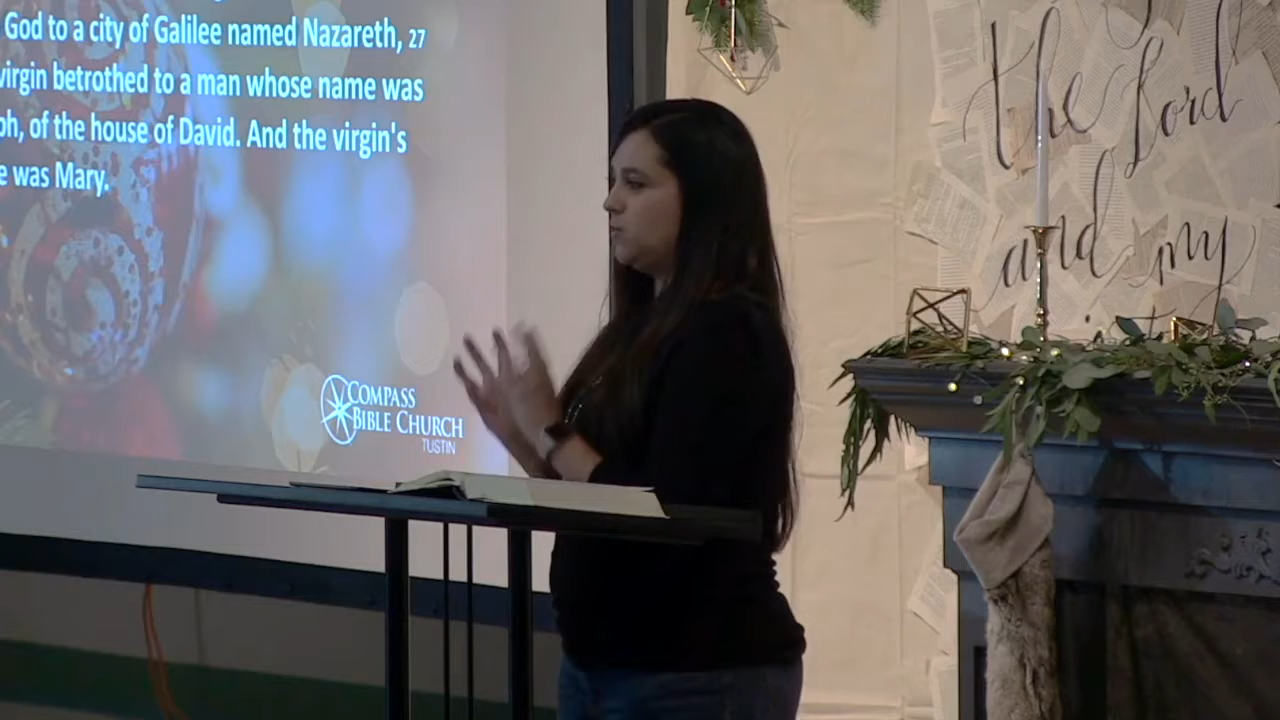 God to a city of Galilee named Nazareth, 27
virgin betrothed to a man whose name was
ph, of the house of David. And the virgin's
e was Mary.
COMPASS
BIBLE CHURCH
TUSTIN
the Lord
and my